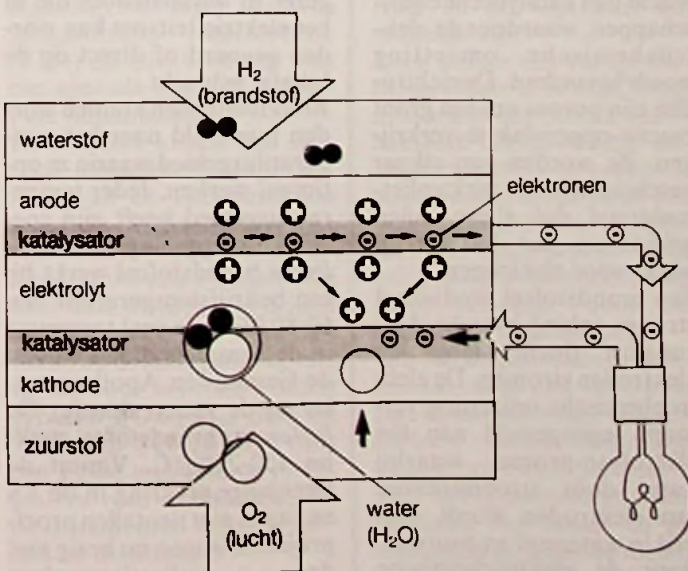 H₂
(brandstof)
waterstof
anode
elektronen
katalysator
elektrolyt
katalysator
kathode
zuurstof
O₂
(lucht)
water
(H₂O)